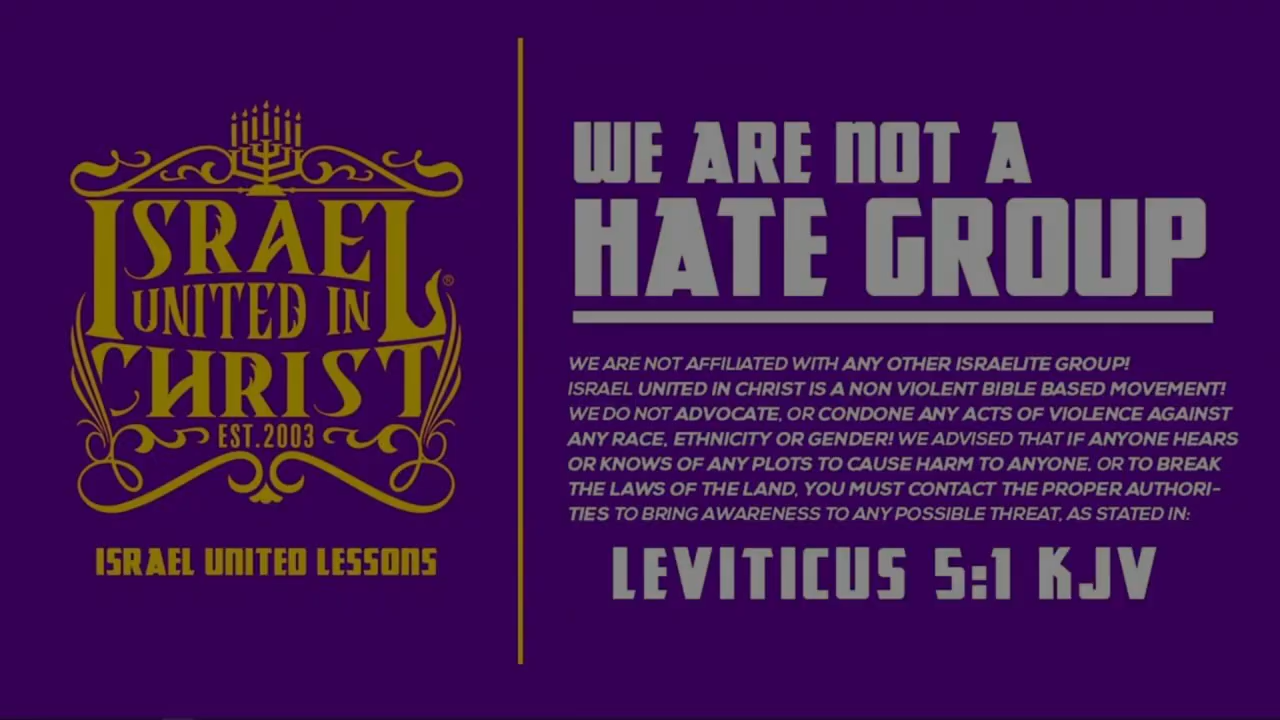 ISRAEL
UNITED IN
CHRIST
EST.2003
®
ISRAEL UNITED LESSONS
WE ARE NOT A
HATE GROUP
WE ARE NOT AFFILIATED WITH ANY OTHER ISRAELITE GROUP!
ISRAEL UNITED IN CHRIST IS A NON VIOLENT BIBLE BASED MOVEMENT!
WE DO NOT ADVOCATE, OR CONDONE ANY ACTS OF VIOLENCE AGAINST
ANY RACE, ETHNICITY OR GENDER! WE ADVISED THAT IF ANYONE HEARS
OR KNOWS OF ANY PLOTS TO CAUSE HARM TO ANYONE, OR TO BREAK
THE LAWS OF THE LAND, YOU MUST CONTACT THE PROPER AUTHORI-
TIES TO BRING AWARENESS TO ANY POSSIBLE THREAT, AS STATED IN:
LEVITICUS 5:1 KJV